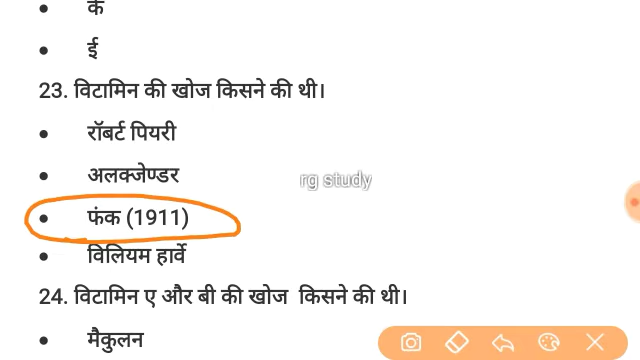 • के
• ई
23. विटामिन की खोज किसने की थी।
• रॉबर्ट पियरी
• अलक्जेण्डर
rg study
• फंक (1911)
• विलियम हार्वे
24. विटामिन ए और बी की खोज किसने की थी।
• मैकुलन